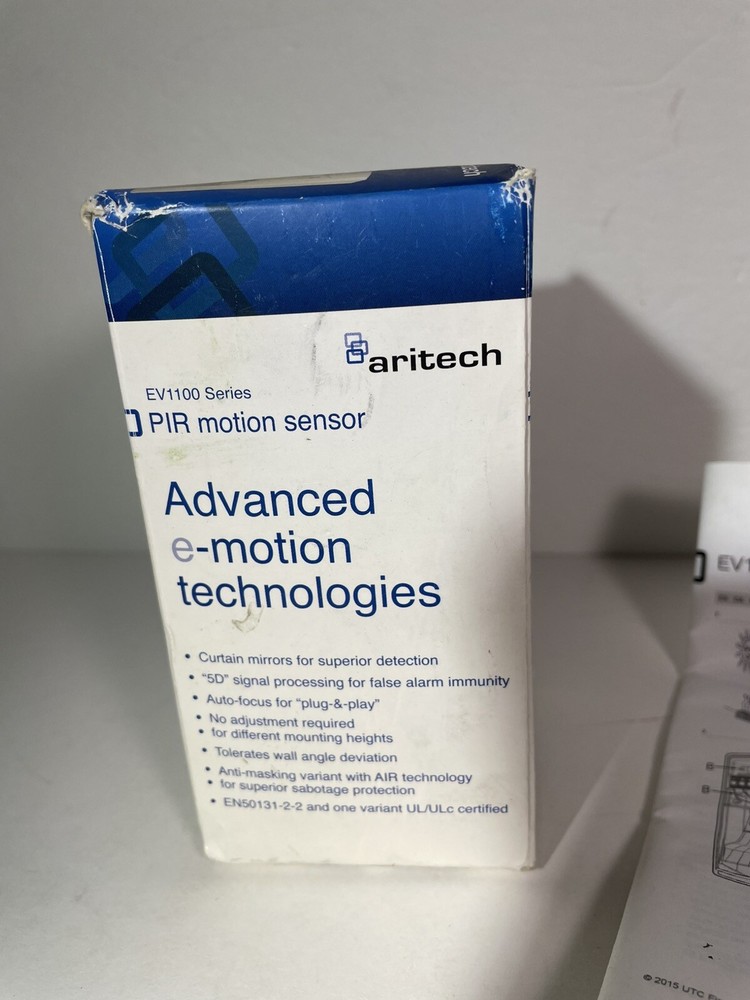 aritech
EV1100 Series
PIR motion sensor
Advanced
e-motion
technologies
• Curtain mirrors for superior detection
• "5D" signal processing for false alarm immunity
• Auto-focus for "plug-&-play"
• No adjustment required
• for different mounting heights
• Tolerates wall angle deviation
• Anti-masking variant with AIR technology
• for superior sabotage protection
• EN50131-2-2 and one variant UL/ULc certified
EV1
B
B
© 2015 UTC